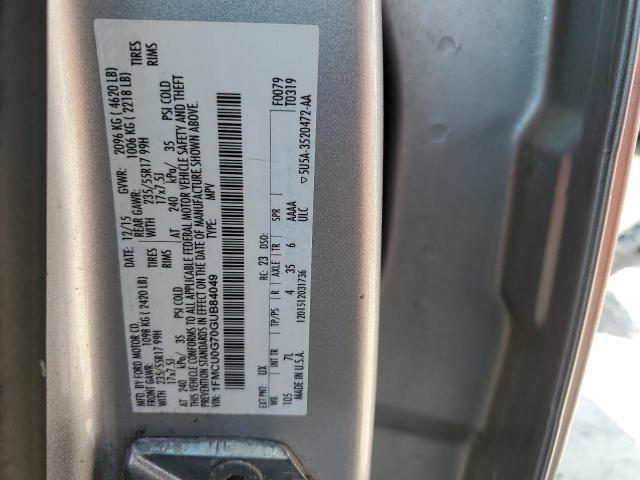 MFD. BY FORD MOTOR CO.
DATE: 12/15 GVWR: 2096 KG ( 4620 LB)
FRONT GAWR: 1098 KG ( 2420 LB) REAR GAWR: 1006 KG ( 2218 LB)
WITH 235/55R17 99H TIRES WITH 235/55R17 99H TIRES
17x7.5J RIMS 17x7.5J RIMS
AT 240 kPa/ 35 PSI COLD AT 240 kPa/ 35 PSI COLD
THIS VEHICLE CONFORMS TO ALL APPLICABLE FEDERAL MOTOR VEHICLE SAFETY AND THEFT
PREVENTION STANDARDS IN EFFECT ON THE DATE OF MANUFACTURE SHOWN ABOVE.
VIN: 1FMCU0G70GUB84049 TYPE: MPV
EXT PNT: UX RC: 23 DSO: F0079
WB INT TR TP/PS R AXLE TR SPR T0319
105 7L 4 35 6 AAAA
MADE IN U.S.A. 1201512031736 ULC ▽5U5A-3520472-AA